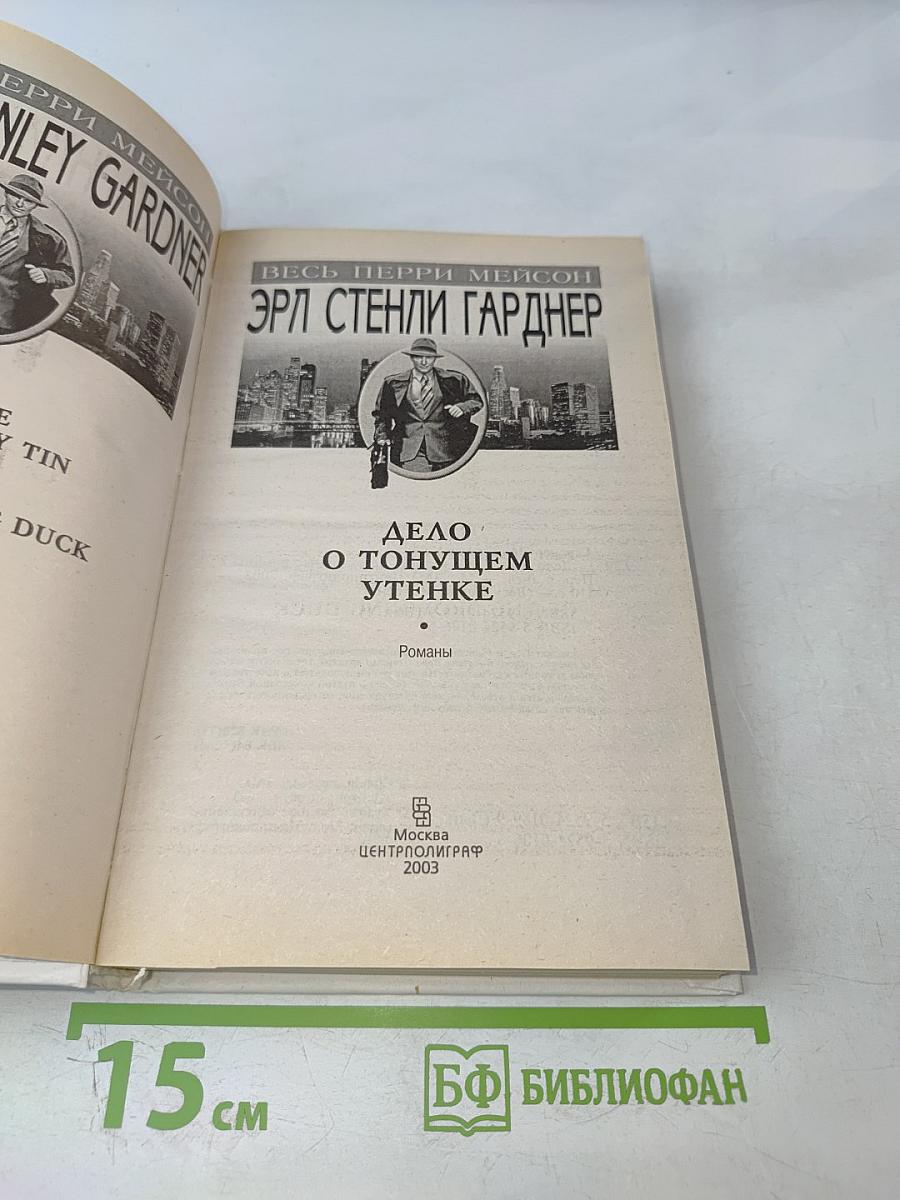 ПЕРРИ МЕЙСОН
NLEY GARDNER
E
Y TIN
DUCK
ВЕСЬ ПЕРРИ МЕЙСОН
ЭРЛ СТЕНЛИ ГАРДНЕР
ДЕЛО
О ТОНУЩЕМ
УТЕНКЕ
•
Романы
Москва
ЦЕНТРПОЛИГРАФ
2003
15 см
БФ БИБЛИОФАН